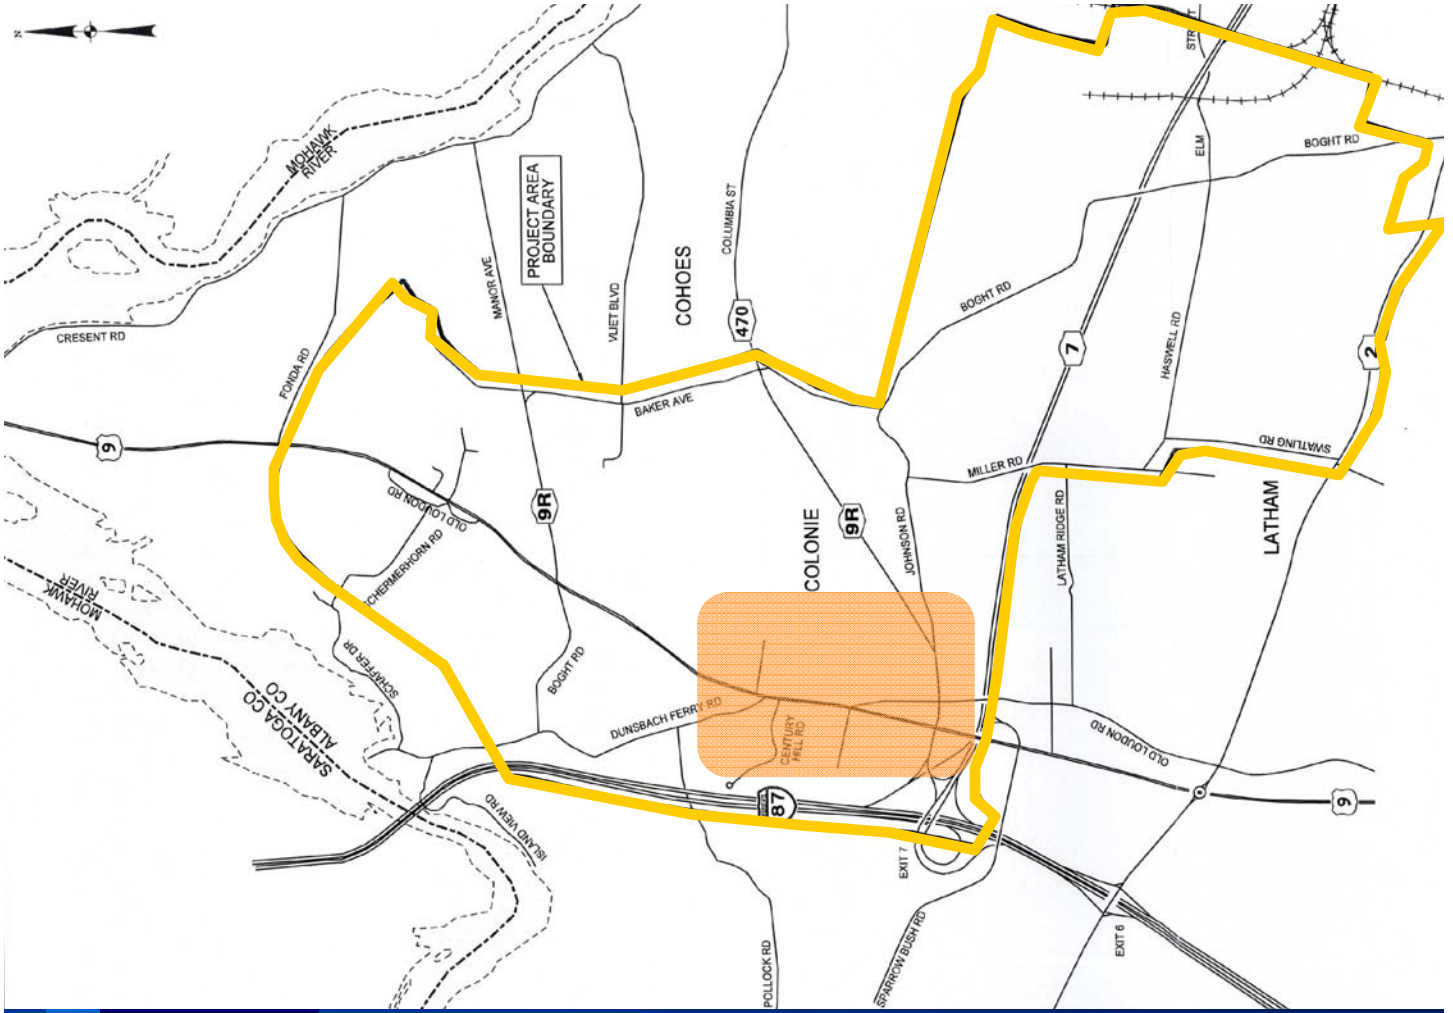 N
MOHAWK
RIVER
CRESENT RD
FONDA RD
MANOR AVE
PROJECT AREA
BOUNDARY
VLIET BLVD
COHOES
COLUMBIA ST
470
BAKER AVE
STR T
ELM
BOGHT RD
BOGHT RD
7
HASWELL RD
2
SWATLING RD
MILLER RD
9
OLD LOUDON RD
SCHERMERHORN RD
9R
COLONIE
9R
JOHNSON RD
LATHAM RIDGE RD
LATHAM
MOHAWK
RIVER
SCHAFFER DR
SARATOGA CO
ALBANY CO
BOGHT RD
DUNSBACH FERRY RD
CENTURY
HILL RD
OLD LOUDON RD
87
9
ISLAND VIEW RD
EXIT 7
EXIT 6
POLLOCK RD
SPARROW BUSH RD